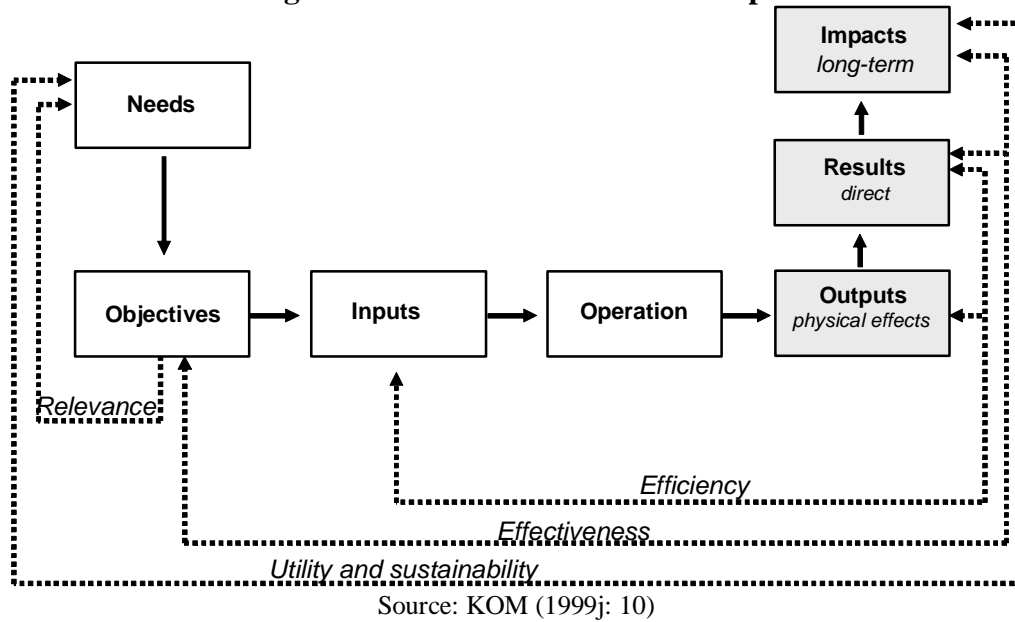 Impacts
long-term
Needs
Results
direct
Objectives
Inputs
Operation
Outputs
physical effects
Relevance
Efficiency
Effectiveness
Utility and sustainability
Source: KOM (1999j: 10)